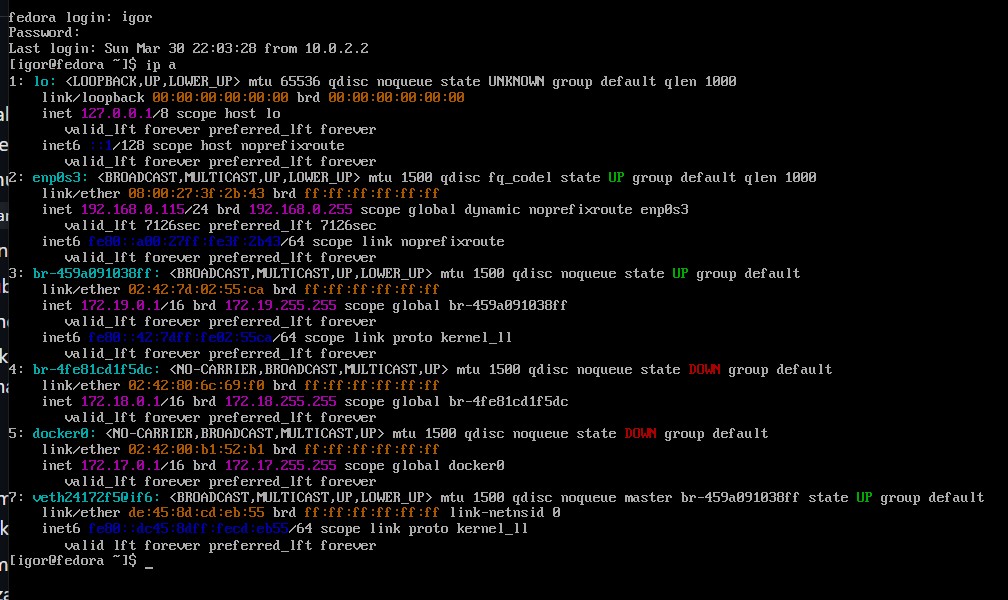 fedora login: igor
Password:
Last login: Sun Mar 30 22:03:28 from 10.0.2.2
[igor@fedora ~]$ ip a
1: lo: <LOOPBACK,UP,LOWER_UP> mtu 65536 qdisc noqueue state UNKNOWN group default qlen 1000
    link/loopback 00:00:00:00:00:00 brd 00:00:00:00:00:00
    inet 127.0.0.1/8 scope host lo
       valid_lft forever preferred_lft forever
    inet6 ::1/128 scope host noprefixroute
       valid_lft forever preferred_lft forever
2: enp0s3: <BROADCAST,MULTICAST,UP,LOWER_UP> mtu 1500 qdisc fq_codel state UP group default qlen 1000
    link/ether 08:00:27:3f:2b:43 brd ff:ff:ff:ff:ff:ff
    inet 192.168.0.115/24 brd 192.168.0.255 scope global dynamic noprefixroute enp0s3
       valid_lft 7126sec preferred_lft 7126sec
    inet6 fe80::a00:27ff:fe3f:2b43/64 scope link noprefixroute
       valid_lft forever preferred_lft forever
3: br-459a091038ff: <BROADCAST,MULTICAST,UP,LOWER_UP> mtu 1500 qdisc noqueue state UP group default
    link/ether 02:42:7d:02:55:ca brd ff:ff:ff:ff:ff:ff
    inet 172.19.0.1/16 brd 172.19.255.255 scope global br-459a091038ff
       valid_lft forever preferred_lft forever
    inet6 fe80::42:7dff:fe02:55ca/64 scope link proto kernel_ll
       valid_lft forever preferred_lft forever
4: br-4fe81cd1f5dc: <NO-CARRIER,BROADCAST,MULTICAST,UP> mtu 1500 qdisc noqueue state DOWN group default
    link/ether 02:42:80:6c:69:f0 brd ff:ff:ff:ff:ff:ff
    inet 172.18.0.1/16 brd 172.18.255.255 scope global br-4fe81cd1f5dc
       valid_lft forever preferred_lft forever
5: docker0: <NO-CARRIER,BROADCAST,MULTICAST,UP> mtu 1500 qdisc noqueue state DOWN group default
    link/ether 02:42:00:b1:52:b1 brd ff:ff:ff:ff:ff:ff
    inet 172.17.0.1/16 brd 172.17.255.255 scope global docker0
       valid_lft forever preferred_lft forever
7: veth24172f5@if6: <BROADCAST,MULTICAST,UP,LOWER_UP> mtu 1500 qdisc noqueue master br-459a091038ff state UP group default
    link/ether de:45:8d:cd:eb:55 brd ff:ff:ff:ff:ff:ff link-netnsid 0
    inet6 fe80::dc45:8dff:fecd:eb55/64 scope link proto kernel_ll
       valid_lft forever preferred_lft forever
[igor@fedora ~]$ _